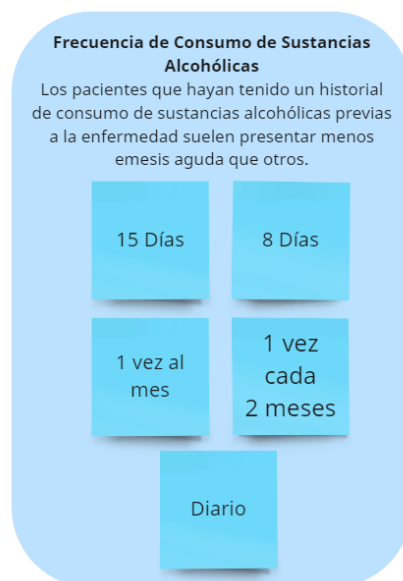 Frecuencia de Consumo de Sustancias
Alcohólicas
Los pacientes que hayan tenido un historial
de consumo de sustancias alcohólicas previas
a la enfermedad suelen presentar menos
emesis aguda que otros.
15 Días
8 Días
1 vez al
mes
1 vez
cada
2 meses
Diario